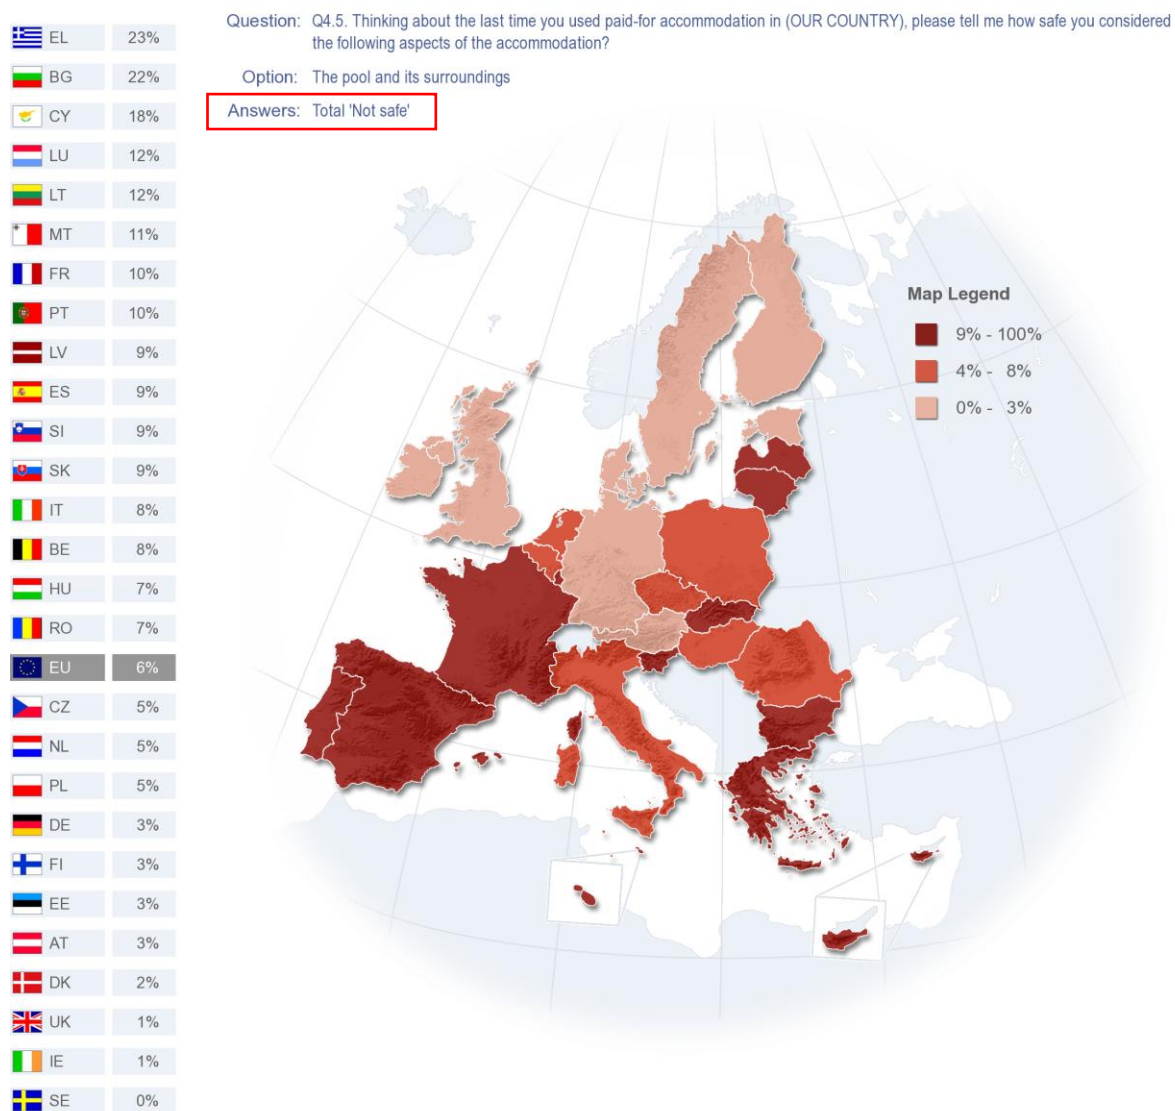 Question: Q4.5. Thinking about the last time you used paid-for accommodation in (OUR COUNTRY), please tell me how safe you considered
the following aspects of the accommodation?
Option: The pool and its surroundings
Answers: Total 'Not safe'
EL 23%
BG 22%
CY 18%
LU 12%
LT 12%
MT 11%
FR 10%
PT 10%
LV 9%
ES 9%
SI 9%
SK 9%
IT 8%
BE 8%
HU 7%
RO 7%
EU 6%
CZ 5%
NL 5%
PL 5%
DE 3%
FI 3%
EE 3%
AT 3%
DK 2%
UK 1%
IE 1%
SE 0%
Map Legend
9% - 100%
4% - 8%
0% - 3%